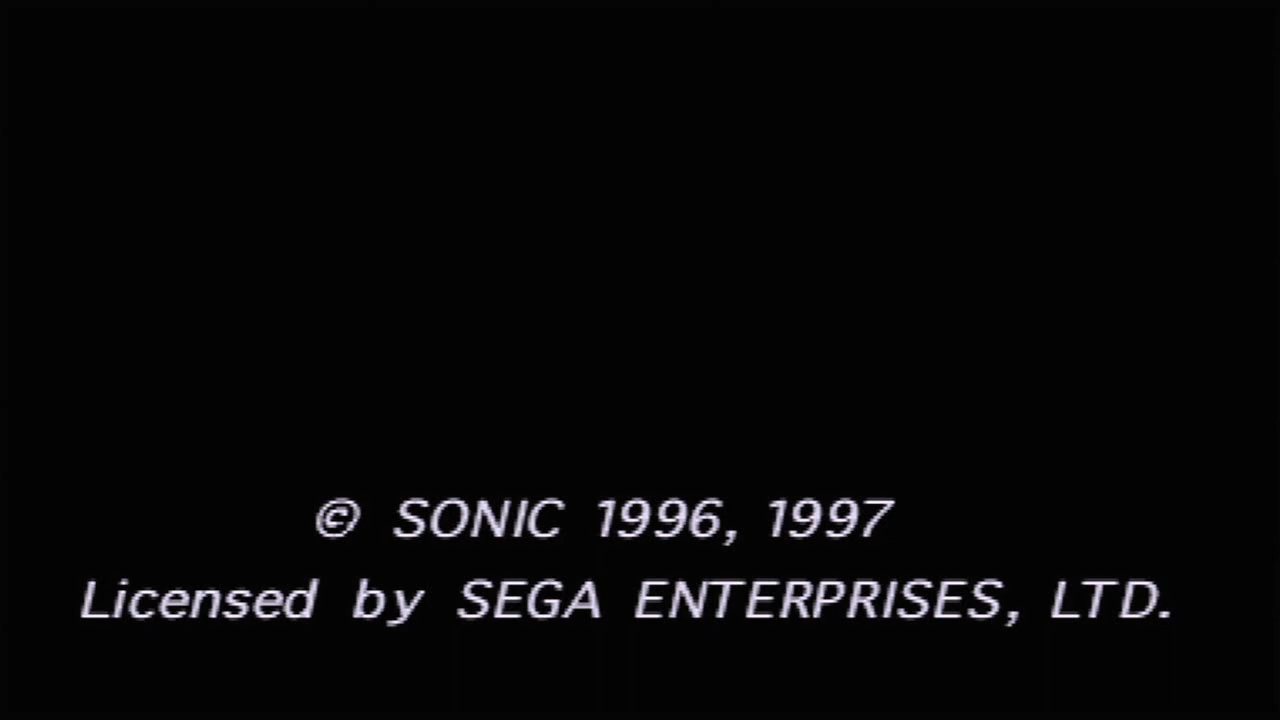 © SONIC 1996, 1997
Licensed by SEGA ENTERPRISES, LTD.